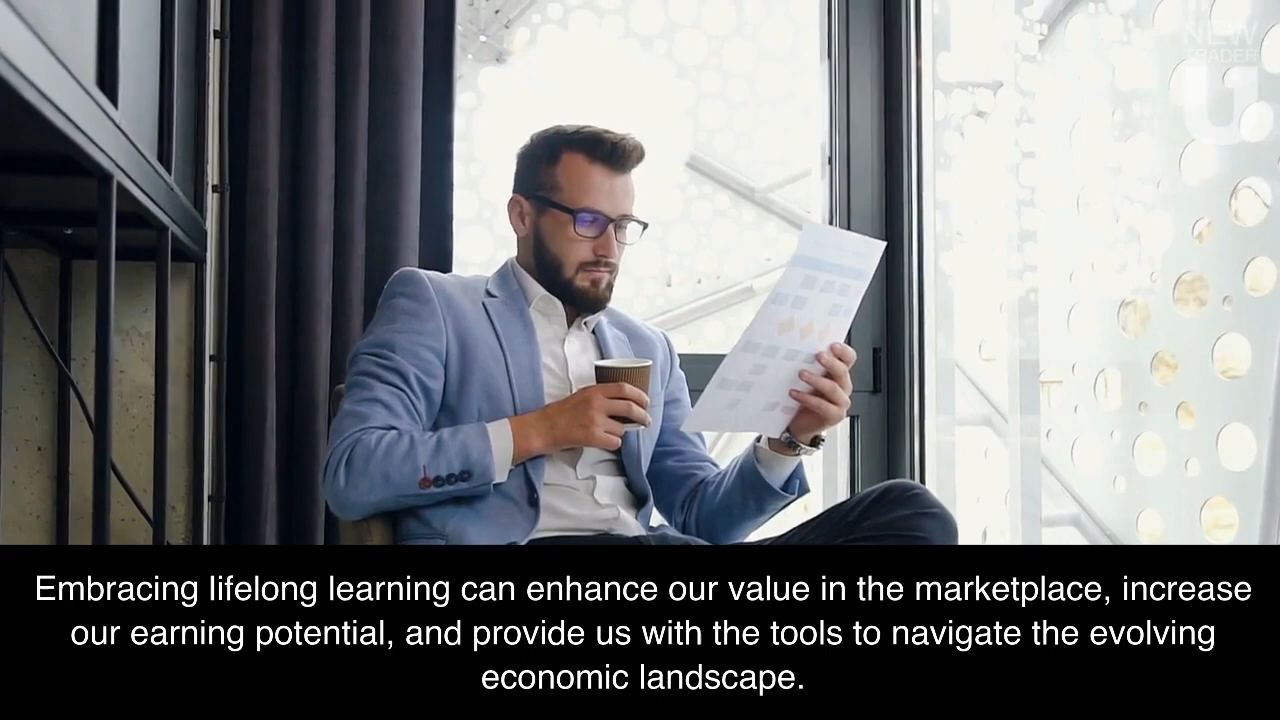 NEW
TRADER
U
Embracing lifelong learning can enhance our value in the marketplace, increase
our earning potential, and provide us with the tools to navigate the evolving
economic landscape.